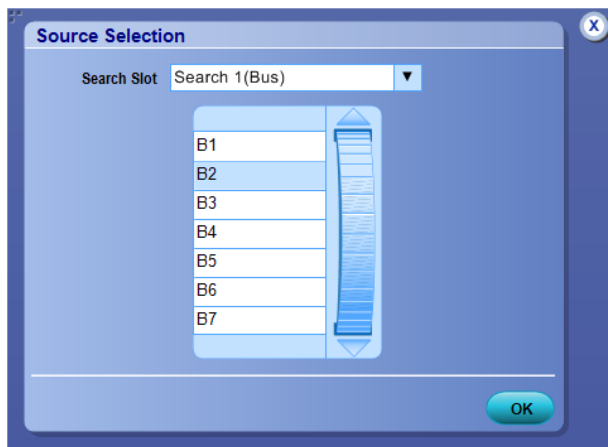 Source Selection
X
Search Slot Search 1(Bus)
B1
B2
B3
B4
B5
B6
B7
OK